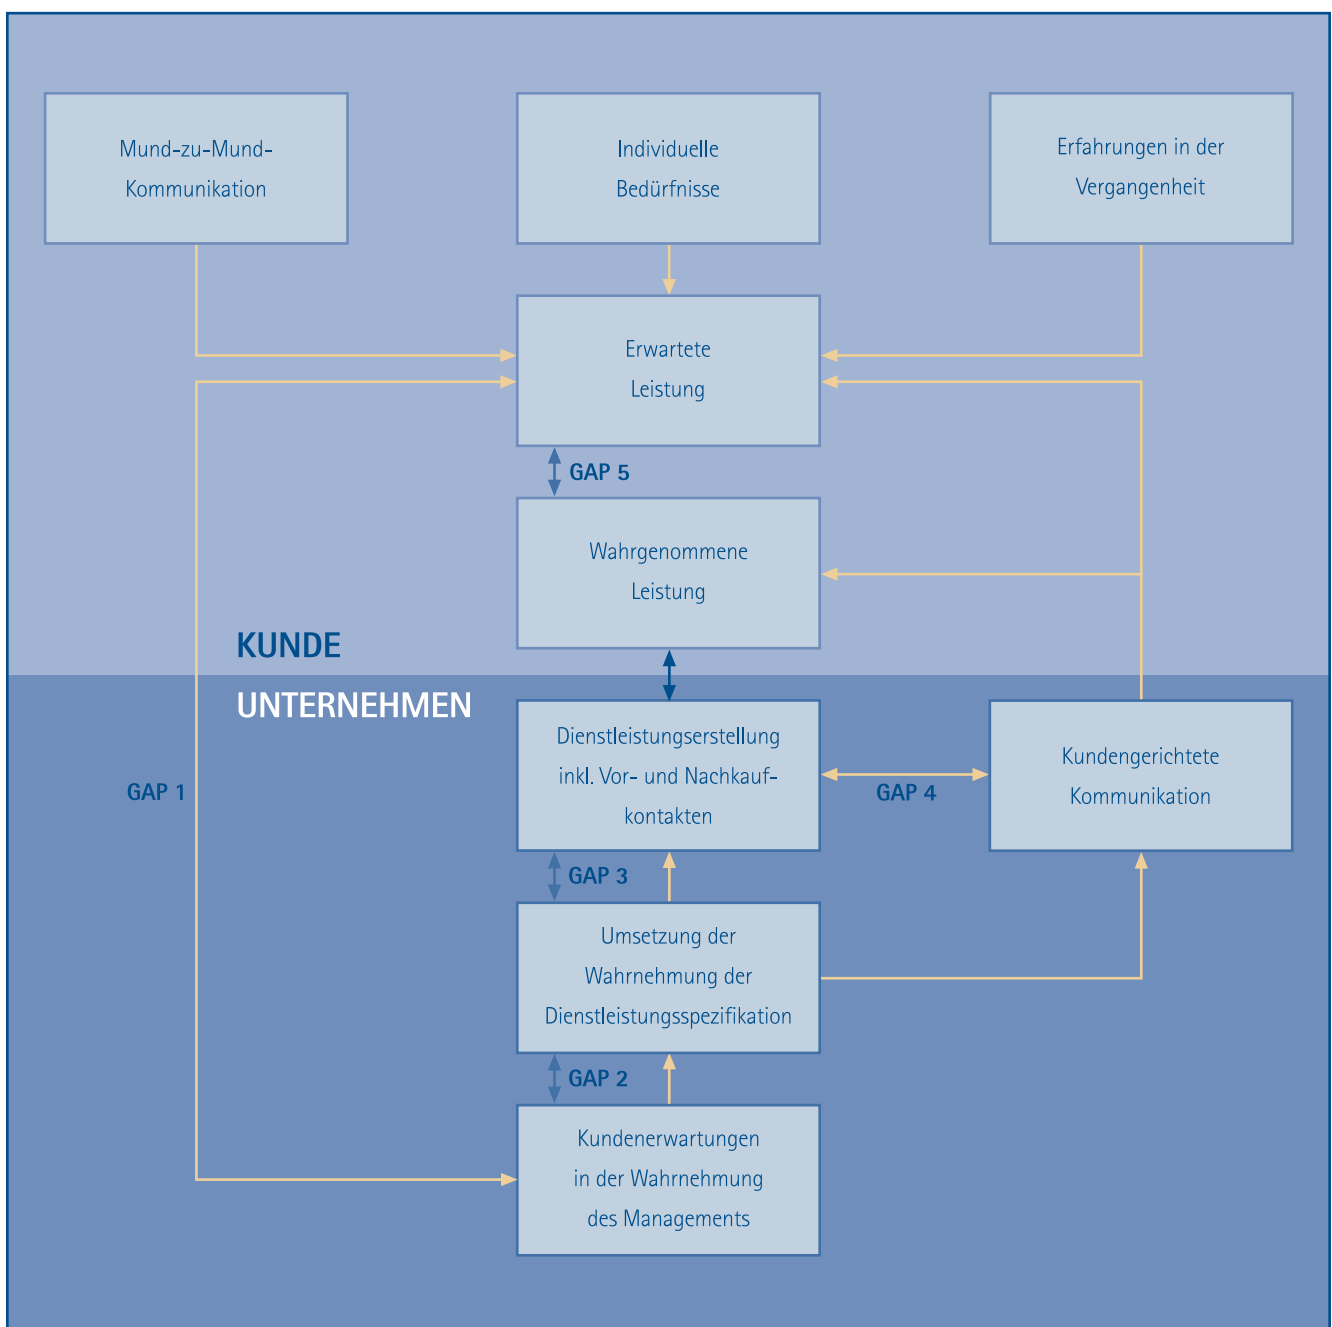 Mund-zu-Mund-
Kommunikation
Individuelle
Bedürfnisse
Erfahrungen in der
Vergangenheit
Erwartete
Leistung
GAP 5
Wahrgenommene
Leistung
KUNDE
UNTERNEHMEN
GAP 1
Dienstleistungserstellung
inkl. Vor- und Nachkauf-
kontakten
GAP 4
Kundengerichtete
Kommunikation
GAP 3
Umsetzung der
Wahrnehmung der
Dienstleistungsspezifikation
GAP 2
Kundenerwartungen
in der Wahrnehmung
des Managements